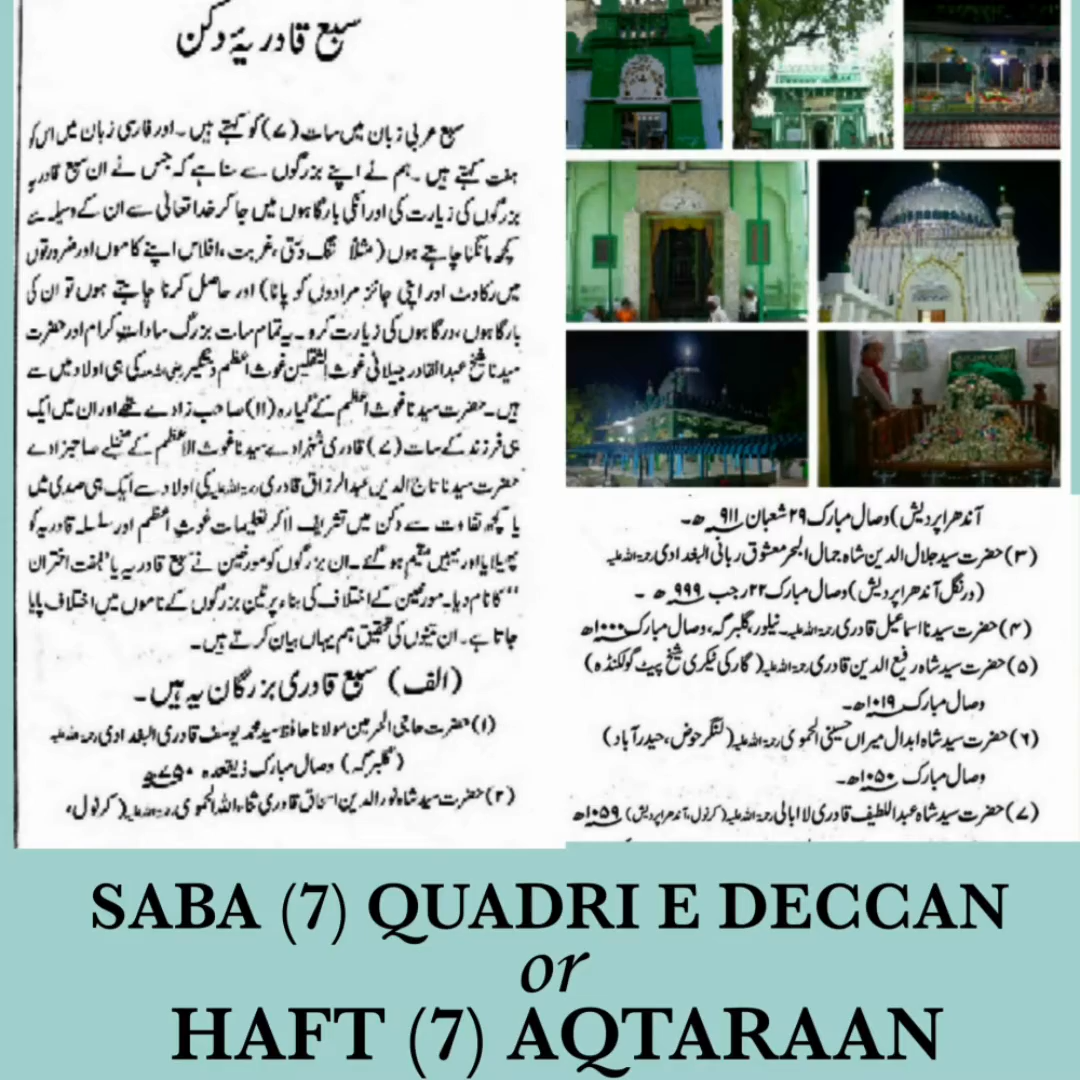 سبع قادریۂ دکن
سبع عربی زبان میں سات (۷) کو کہتے ہیں۔ اور فارسی زبان میں اس کو
ہفت کہتے ہیں۔ ہم نے اپنے بزرگوں سے سنا ہے کہ جس نے ان سبع قادریہ
بزرگوں کی زیارت کی اور انکی بارگاہوں میں جا کر خدا تعالیٰ سے ان کے وسیلہ سے
کچھ مانگنا چاہتے ہوں (مثلاً تنگ دستی، غربت، افلاس اپنے کاموں اور ضرورتوں
میں رکاوٹ اور اپنی جائز مرادوں کو پانا) اور حاصل کرنا چاہتے ہوں تو ان کی
بارگاہوں، درگاہوں کی زیارت کرو۔ یہ تمام سات بزرگ سادات کرام اور حضرت
سیدنا شیخ عبدالقادر جیلانی غوث الثقلین غوث اعظم دستگیر رضی اللہ عنہ کی ہی اولاد میں سے
ہیں۔ حضرت سیدنا غوث اعظم کے گیارہ (۱۱) صاحب زادے تھے اور ان میں ایک
ہی فرزند کے سات (۷) قادری شہزادے سیدنا غوث الاعظم کے منجھلے صاحبزادے
حضرت سیدنا تاج الدین عبدالرزاق قادری رحمۃ اللہ علیہ کی اولاد سے ایک ہی صدی میں
یا کچھ تفاوت سے دکن میں تشریف لا کر تعلیمات غوث اعظم اور سلسلہ قادریہ کو
پھیلایا اور یہیں مقیم ہو گئے۔ ان بزرگوں کو مورخین نے سبع قادریہ یا "ہفت اختران
" کا نام دیا۔ مورخین کے اختلاف کی بناء پر تین بزرگوں کے ناموں میں اختلاف پایا
جاتا ہے۔ ان تینوں کی تحقیق ہم یہاں بیان کرتے ہیں۔
(الف) سبع قادری بزرگان یہ ہیں۔
(۱) حضرت حاجی الحرمین مولانا حافظ سید محمد یوسف قادری البغدادی رحمۃ اللہ علیہ
(گلبرگہ) وصال مبارک ذیقعدہ ۷۵۰ھ
(۲) حضرت سید شاہ نور الدین اسحاق قادری ثناء اللہ الحموی رحمۃ اللہ علیہ (کرنول،
آندھرا پردیش) وصال مبارک ۲۹ شعبان ۹۱۱ھ۔
(۳) حضرت سید جلال الدین شاہ جمال البحر معشوق ربانی البغدادی رحمۃ اللہ علیہ
(ورنگل آندھرا پردیش) وصال مبارک ۲۲ رجب ۹۹۹ھ۔
(۴) حضرت سیدنا اسماعیل قادری رحمۃ اللہ علیہ۔ نیلور، گلبرگہ، وصال مبارک ۱۰۰۰ھ
(۵) حضرت سید شاہ رفیع الدین قادری رحمۃ اللہ علیہ (گار کی ٹیکری شیخ پیٹ گولکنڈہ)
وصال مبارک ۱۰۱۹ھ۔
(۶) حضرت سید شاہ ابدال میراں حسینی الحموی رحمۃ اللہ علیہ (لنگر حوض، حیدرآباد)
وصال مبارک ۱۰۵۰ھ۔
(۷) حضرت سید شاہ عبداللطیف قادری لا ابالی رحمۃ اللہ علیہ (کرنول، آندھرا پردیش) ۱۰۵۹ھ
SABA (7) QUADRI E DECCAN
or
HAFT (7) AQTARAAN